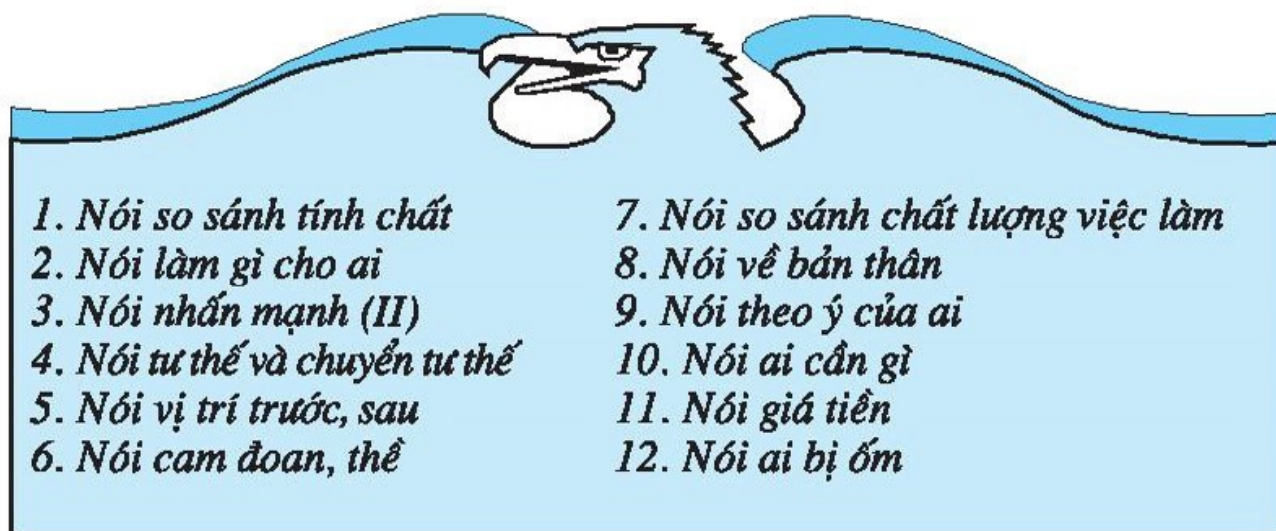 1. Nói so sánh tính chất
2. Nói làm gì cho ai
3. Nói nhấn mạnh (II)
4. Nói tư thế và chuyển tư thế
5. Nói vị trí trước, sau
6. Nói cam đoan, thề
7. Nói so sánh chất lượng việc làm
8. Nói về bản thân
9. Nói theo ý của ai
10. Nói ai cần gì
11. Nói giá tiền
12. Nói ai bị ốm